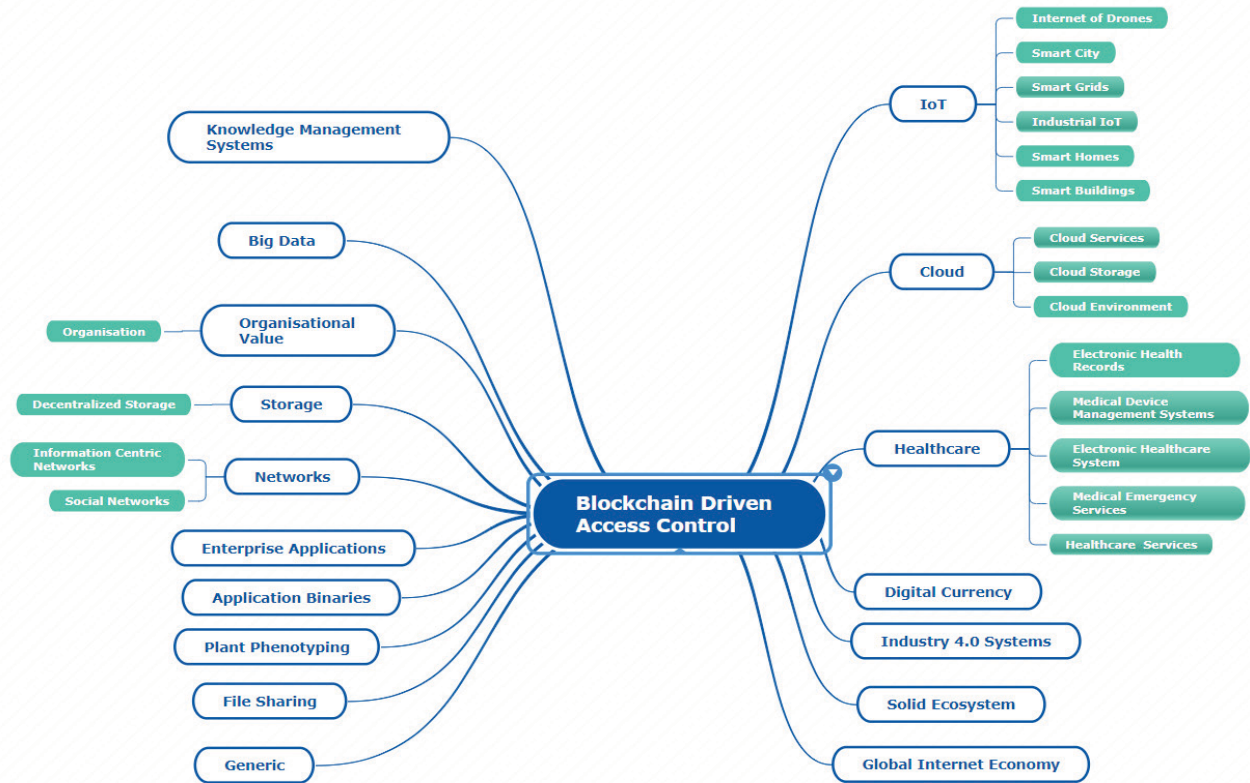 Blockchain Driven
Access Control
Knowledge Management
Systems
Big Data
Organisational
Value
Organisation
Storage
Decentralized Storage
Networks
Information Centric
Networks
Social Networks
Enterprise Applications
Application Binaries
Plant Phenotyping
File Sharing
Generic
IoT
Internet of Drones
Smart City
Smart Grids
Industrial IoT
Smart Homes
Smart Buildings
Cloud
Cloud Services
Cloud Storage
Cloud Environment
Healthcare
Electronic Health
Records
Medical Device
Management Systems
Electronic Healthcare
System
Medical Emergency
Services
Healthcare Services
Digital Currency
Industry 4.0 Systems
Solid Ecosystem
Global Internet Economy